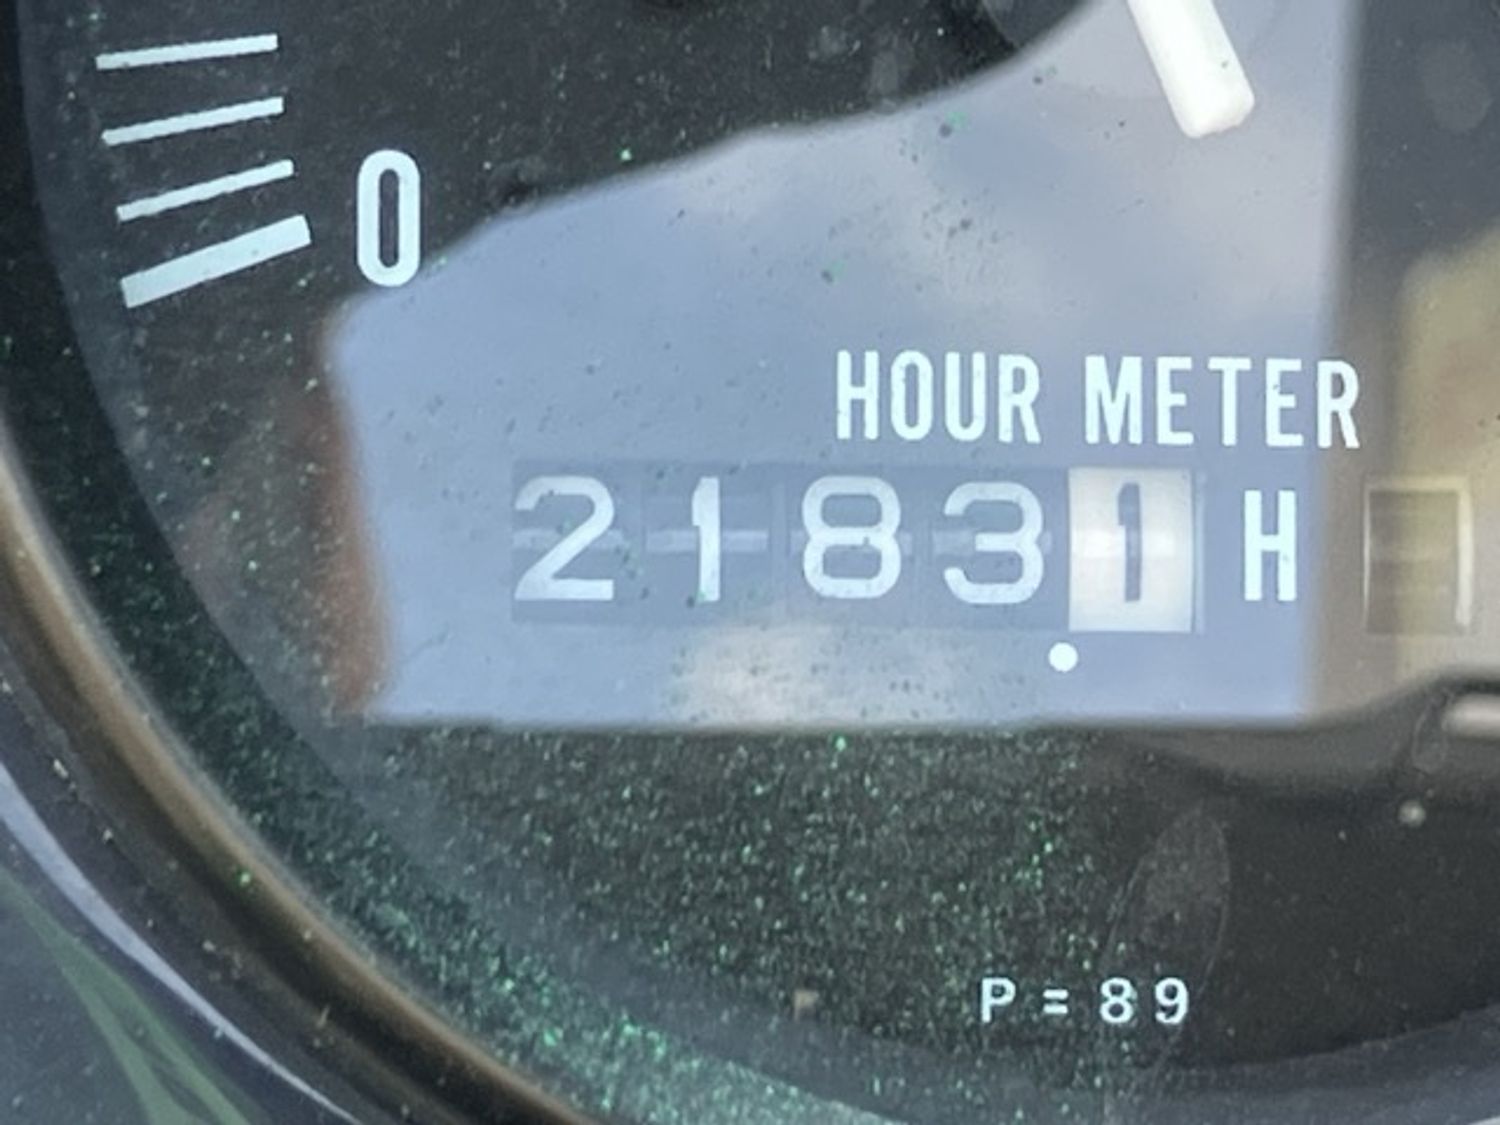 0
HOUR METER
21831 H
P = 89